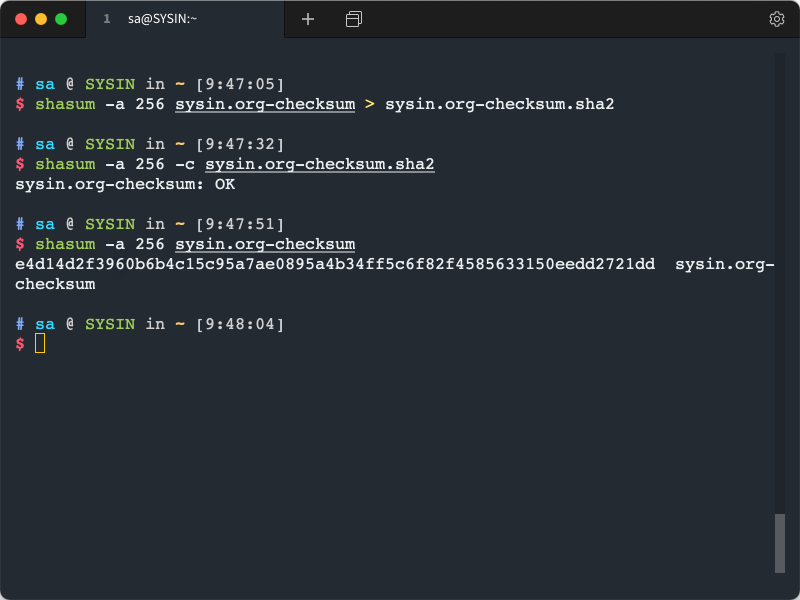 1 sa@SYSIN:~
# sa @ SYSIN in ~ [9:47:05]
$ shasum -a 256 sysin.org-checksum > sysin.org-checksum.sha2
# sa @ SYSIN in ~ [9:47:32]
$ shasum -a 256 -c sysin.org-checksum.sha2
sysin.org-checksum: OK
# sa @ SYSIN in ~ [9:47:51]
$ shasum -a 256 sysin.org-checksum
e4d14d2f3960b6b4c15c95a7ae0895a4b34ff5c6f82f4585633150eedd2721dd  sysin.org-
checksum
# sa @ SYSIN in ~ [9:48:04]
$